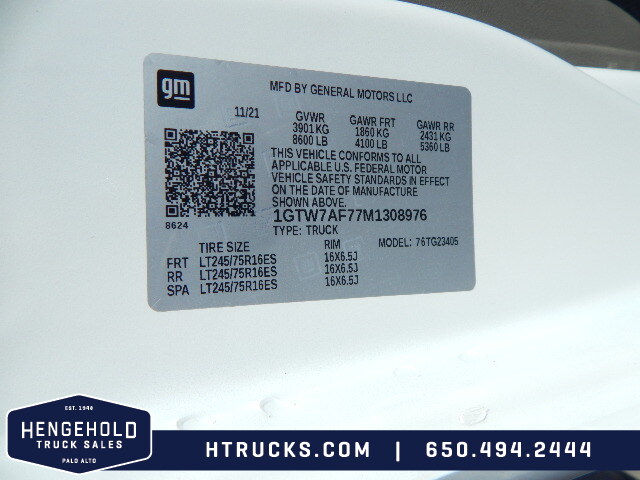 gm
MFD BY GENERAL MOTORS LLC
11/21 GVWR GAWR FRT GAWR RR
3901 KG 1860 KG 2431 KG
8600 LB 4100 LB 5360 LB
THIS VEHICLE CONFORMS TO ALL
APPLICABLE U.S. FEDERAL MOTOR
VEHICLE SAFETY STANDARDS IN EFFECT
ON THE DATE OF MANUFACTURE
SHOWN ABOVE.
8624
1GTW7AF77M1308976
TYPE: TRUCK MODEL: 76TG23405
TIRE SIZE RIM
FRT LT245/75R16ES 16X6.5J
RR LT245/75R16ES 16X6.5J
SPA LT245/75R16ES 16X6.5J
EST. 1940
HENGEHOLD
TRUCK SALES
PALO ALTO
HTRUCKS.COM | 650.494.2444